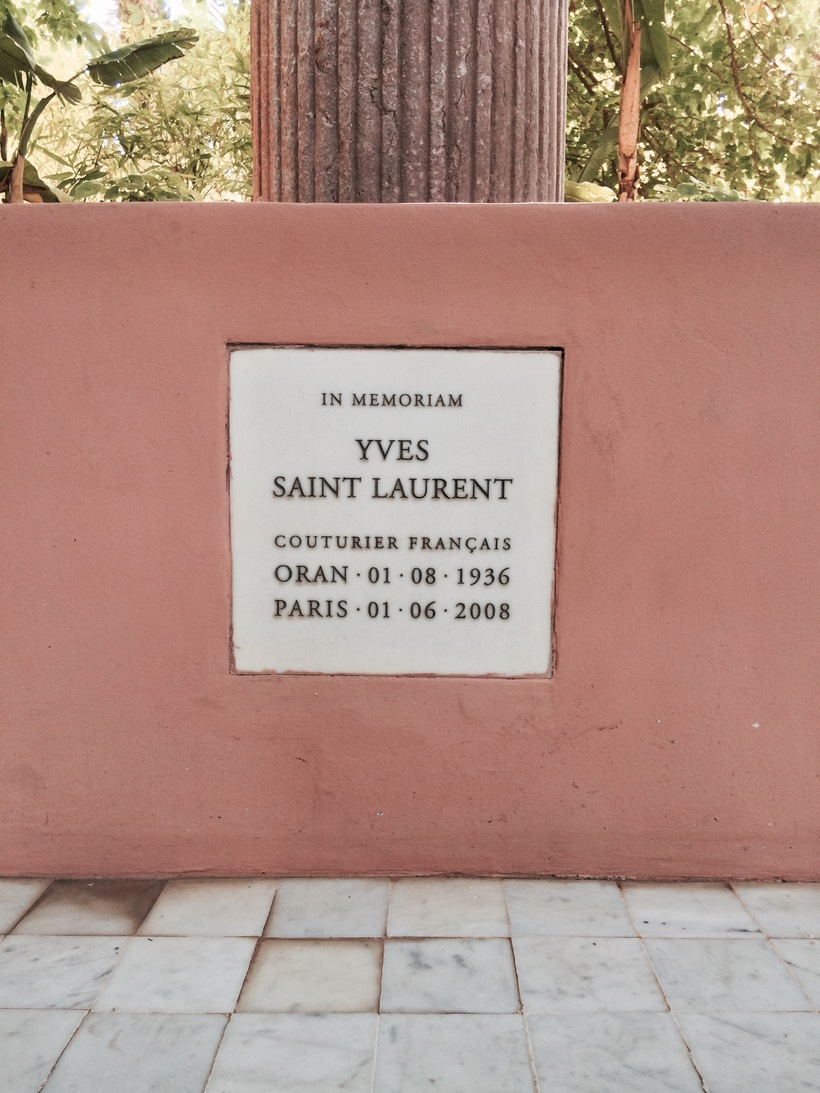 IN MEMORIAM
YVES
SAINT LAURENT
COUTURIER FRANÇAIS
ORAN · 01 · 08 · 1936
PARIS · 01 · 06 · 2008